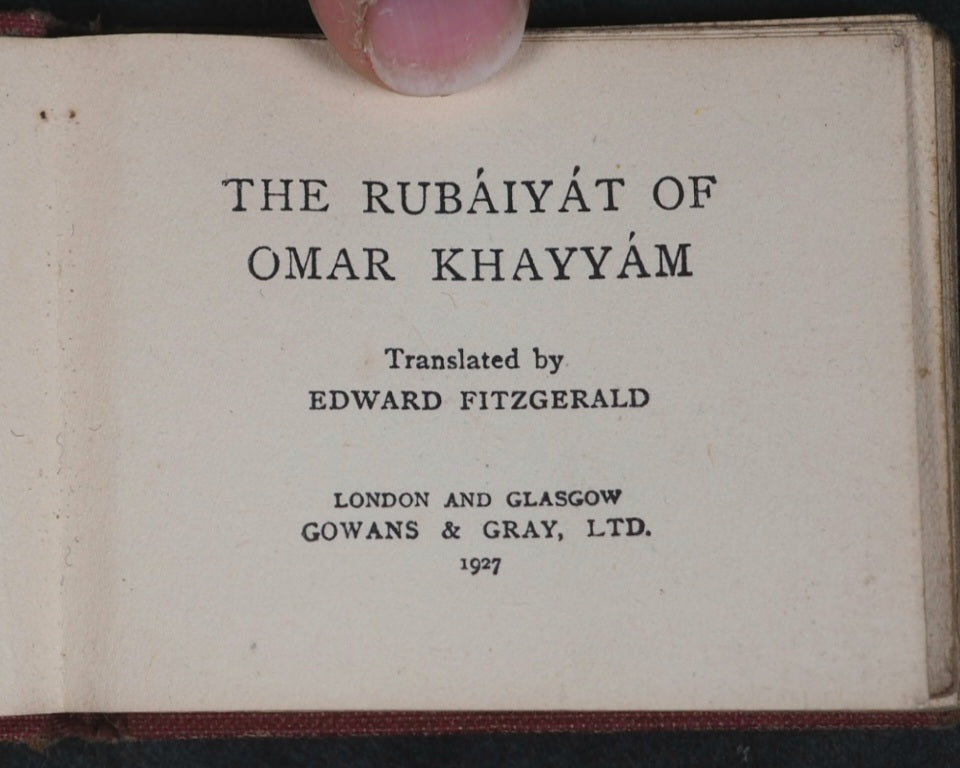 THE RUBÁIYÁT OF
OMAR KHAYYÁM
Translated by
EDWARD FITZGERALD
LONDON AND GLASGOW
GOWANS & GRAY, LTD.
1927